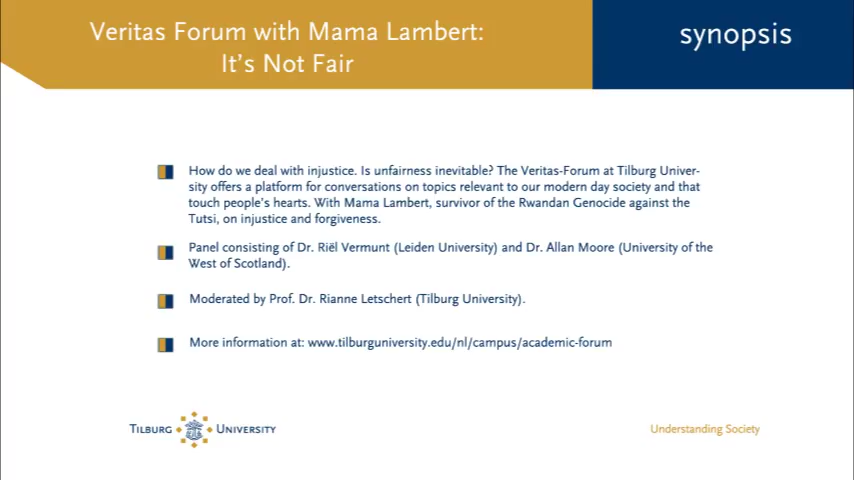 Veritas Forum with Mama Lambert:
It's Not Fair
synopsis
How do we deal with injustice. Is unfairness inevitable? The Veritas-Forum at Tilburg Univer-
sity offers a platform for conversations on topics relevant to our modern day society and that
touch people's hearts. With Mama Lambert, survivor of the Rwandan Genocide against the
Tutsi, on injustice and forgiveness.
Panel consisting of Dr. Riël Vermunt (Leiden University) and Dr. Allan Moore (University of the
West of Scotland).
Moderated by Prof. Dr. Rianne Letschert (Tilburg University).
More information at: www.tilburguniversity.edu/nl/campus/academic-forum
Tilburg University
Understanding Society